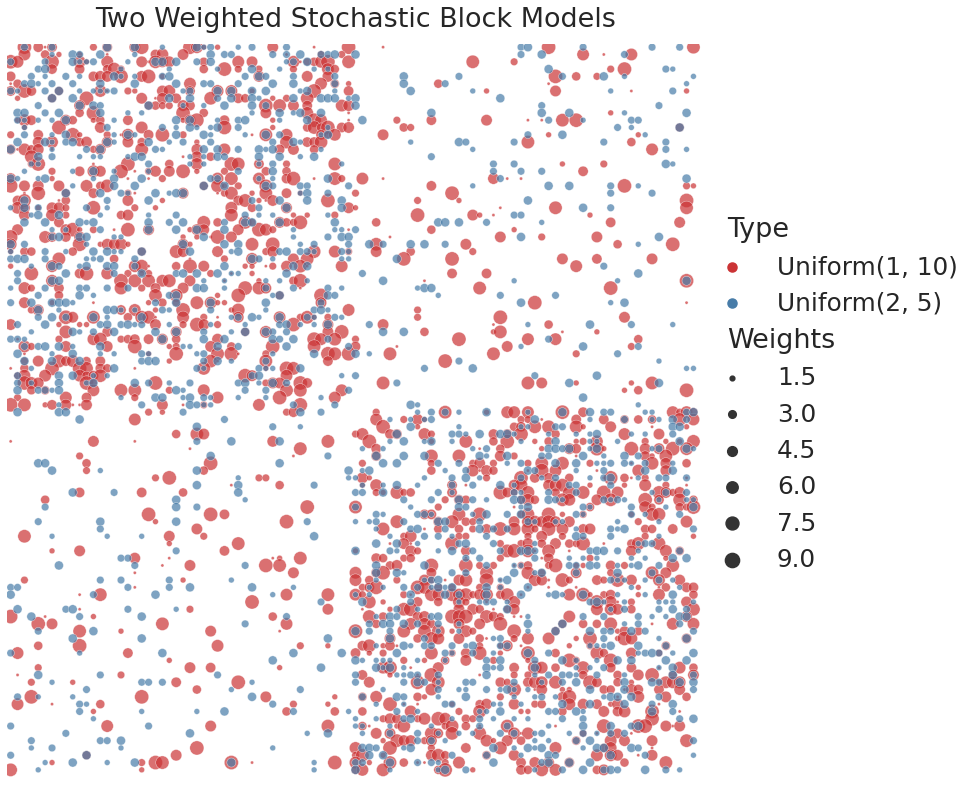 Two Weighted Stochastic Block Models
Type
Uniform(1, 10)
Uniform(2, 5)
Weights
1.5
3.0
4.5
6.0
7.5
9.0